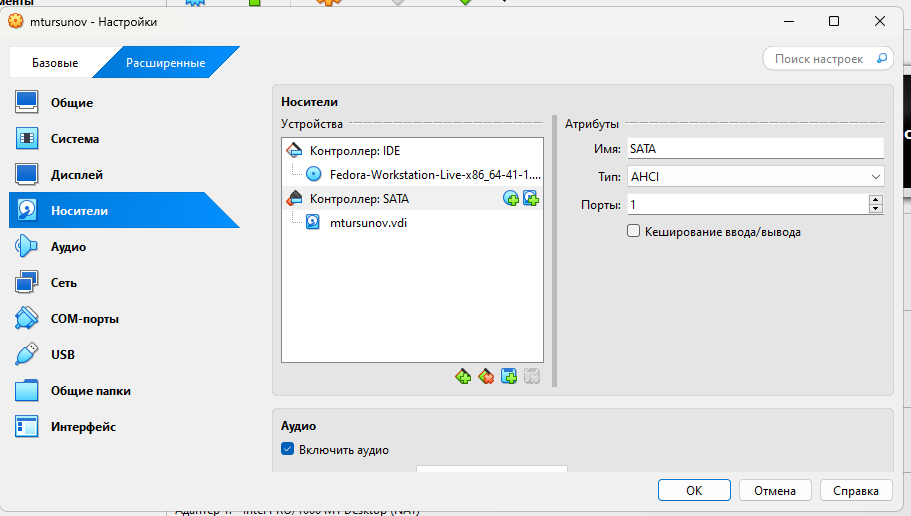 mtursunov - Настройки
Базовые
Расширенные
Поиск настроек
Общие
Система
Дисплей
Носители
Аудио
Сеть
COM-порты
USB
Общие папки
Интерфейс
Носители
Устройства
Контроллер: IDE
Fedora-Workstation-Live-x86_64-41-1....
Контроллер: SATA
mtursunov.vdi
Атрибуты
Имя: SATA
Тип: AHCI
Порты: 1
Кеширование ввода/вывода
Аудио
Включить аудио
OK
Отмена
Справка